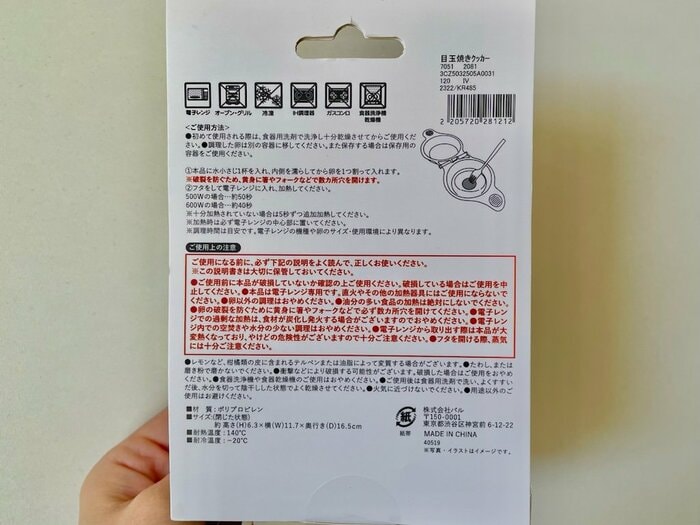 目玉焼きクッカー
7051 2081
3CZ5032505A0031
120 IV
2322/KR485
2 205720 281212
電子レンジ オーブン・グリル 冷凍 IH調理器 ガスコンロ 食器洗浄機 乾燥機
<ご使用方法>
●初めて使用される際は、食器用洗剤で洗浄し十分乾燥させてからご使用くだ
さい。●調理した卵は別の容器に移してください。また保存する場合は保存用の
容器をご使用ください。
①本品に水小さじ1杯を入れ、内側を濡らしてから卵を1つ割って入れます。
※破裂を防ぐため、黄身に箸やフォークなどで数カ所穴を開けます。
②フタをして電子レンジに入れ、加熱してください。
500Wの場合…約50秒
600Wの場合…約40秒
※十分加熱されていない場合は5秒ずつ追加加熱してください。
※加熱時は必ず電子レンジの中心部に置いてください。
※調理時間は目安です。電子レンジの機種や卵のサイズ・使用環境により異なります。
ご使用上の注意
ご使用になる前に、必ず下記の説明をよく読んで、正しくお使いください。
※この説明書きは大切に保管しておいてください。
●ご使用前に本品が破損していないか確認の上ご使用ください。破損している場合はご使用を中
止してください。●本品は電子レンジ専用です。直火やその他の加熱器具にはご使用にならないで
ください。●卵以外の調理はおやめください。●油分の多い食品の加熱は絶対にしないでください。
●卵の破裂を防ぐために黄身に箸やフォークなどで必ず数カ所穴を開けてください。●電子レン
ジでの過剰な加熱は、食材が炭化し発火する場合がございますのでおやめください。●電子レン
ジ内での空焚きや水分の少ない調理はおやめください。●電子レンジから取り出す際は本品が大
変熱くなっており、やけどの危険性がございますので十分ご注意ください。●フタを開ける際、蒸気
には十分ご注意ください。
●レモンなど、柑橘類の皮に含まれるテルペンまたは油脂によって変質する場合がございます。●たわし、または
磨き粉で磨かないでください。●衝撃などにより破損する可能性がございます。破損した場合はご使用をおやめ
ください。●食器洗浄機や食器乾燥機のご使用はおやめください。●ご使用後は食器用洗剤で洗い、よくすすい
だ後、水分を切って陰干しした状態でよく乾燥させてください。●火気に近づけないでください。●用途以外のご
使用はお避けください。
■材質:ポリプロピレン
■サイズ:(閉じた状態)
約 高さ(H)6.3×横(W)11.7×奥行き(D)16.5cm
■耐熱温度:140℃
■耐冷温度:-20℃
紙
紙帯
株式会社パル
〒150-0001
東京都渋谷区神宮前 6-12-22
MADE IN CHINA
40519
※写真・イラストはイメージです。